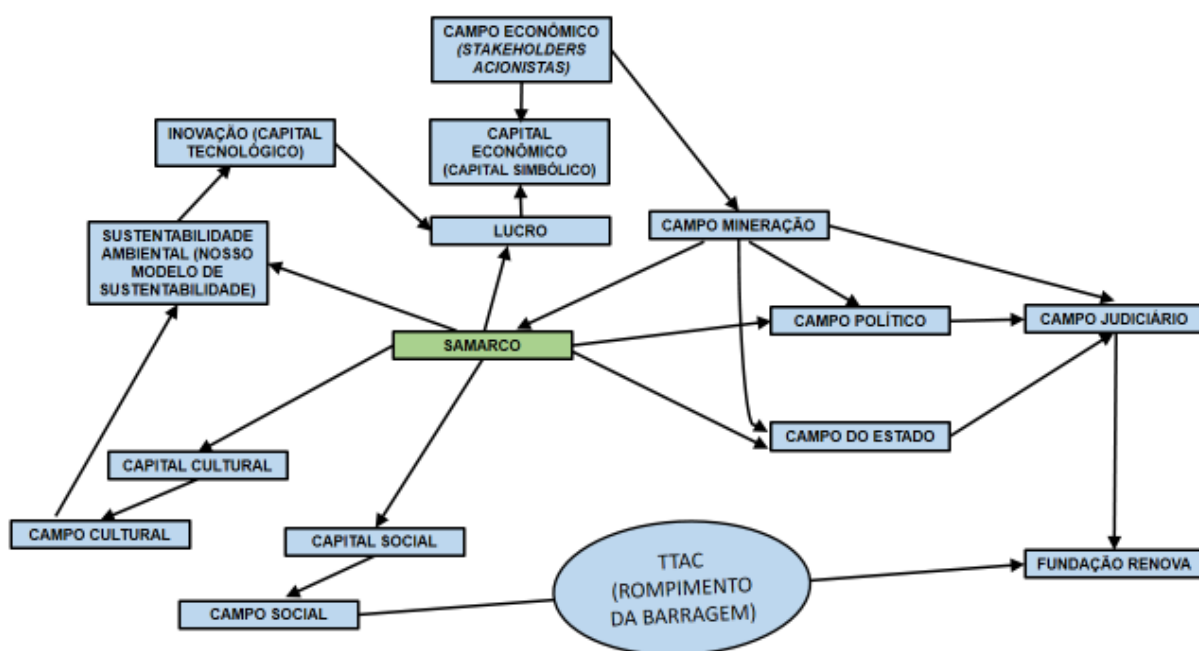 CAMPO ECONÔMICO
(STAKEHOLDERS
ACIONISTAS)
INOVAÇÃO (CAPITAL
TECNOLÓGICO)
CAPITAL
ECONÔMICO
(CAPITAL SIMBÓLICO)
LUCRO
CAMPO MINERAÇÃO
SUSTENTABILIDADE
AMBIENTAL (NOSSO
MODELO DE
SUSTENTABILIDADE)
CAMPO POLÍTICO
CAMPO JUDICIÁRIO
SAMARCO
CAMPO DO ESTADO
CAPITAL CULTURAL
CAMPO CULTURAL
CAPITAL SOCIAL
TTAC
(ROMPIMENTO
DA BARRAGEM)
FUNDAÇÃO RENOVA
CAMPO SOCIAL